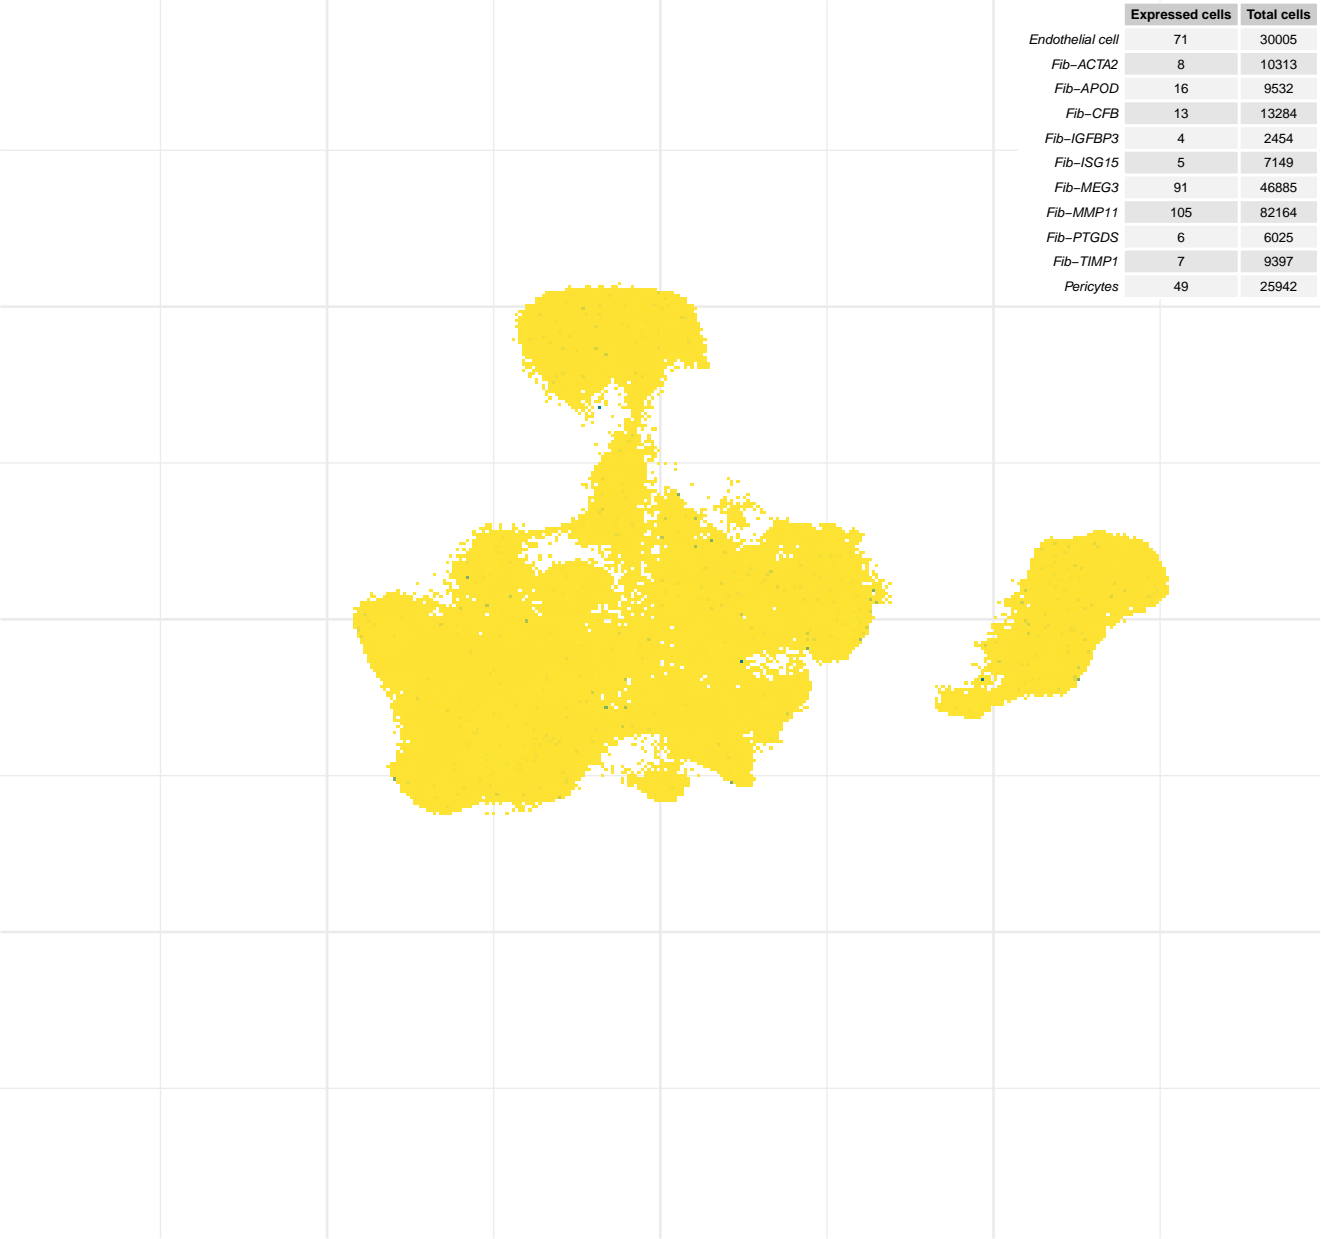 Expressed cells Total cells
Endothelial cell 71 30005
Fib−ACTA2 8 10313
Fib−APOD 16 9532
Fib−CFB 13 13284
Fib−IGFBP3 4 2454
Fib−ISG15 5 7149
Fib−MEG3 91 46885
Fib−MMP11 105 82164
Fib−PTGDS 6 6025
Fib−TIMP1 7 9397
Pericytes 49 25942